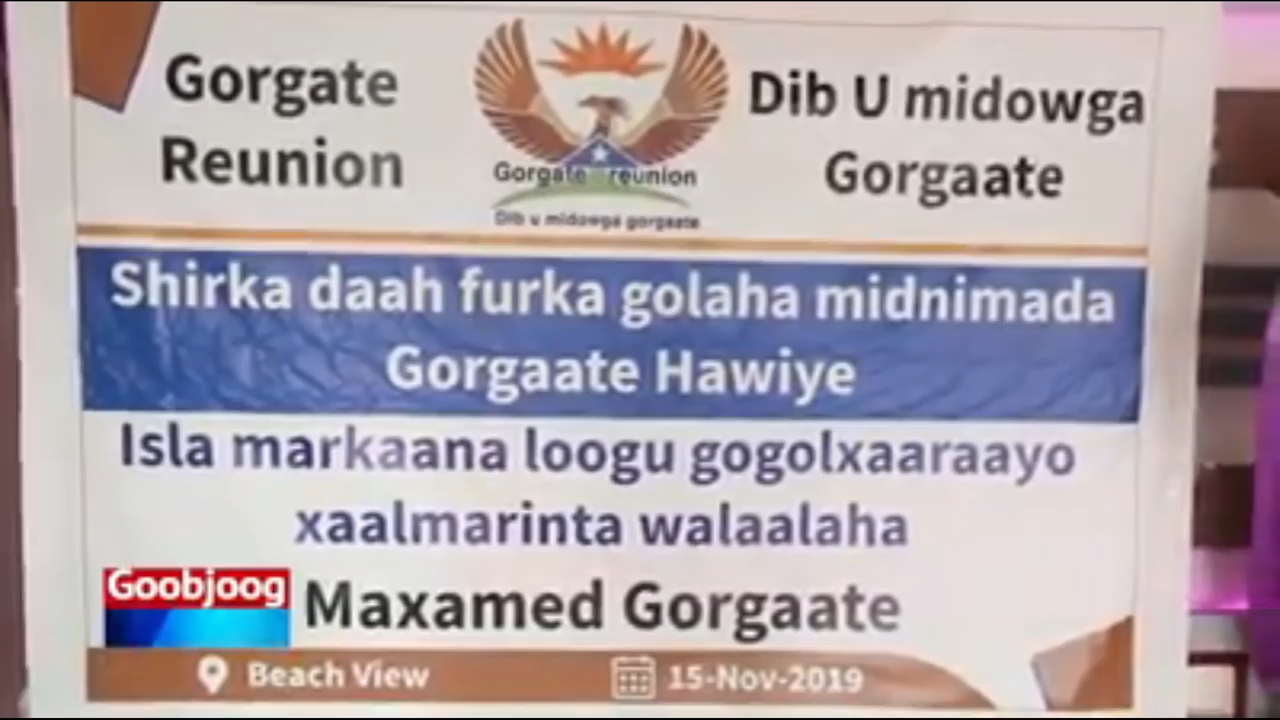 Gorgate
Reunion
Gorgate reunion
Dib u midowga gorgaate
Dib U midowga
Gorgaate
Shirka daah furka golaha midnimada
Gorgaate Hawiye
Isla markaana loogu gogolxaaraayo
xaalmarinta walaalaha
Maxamed Gorgaate
Goobjoog
Beach View
15-Nov-2019